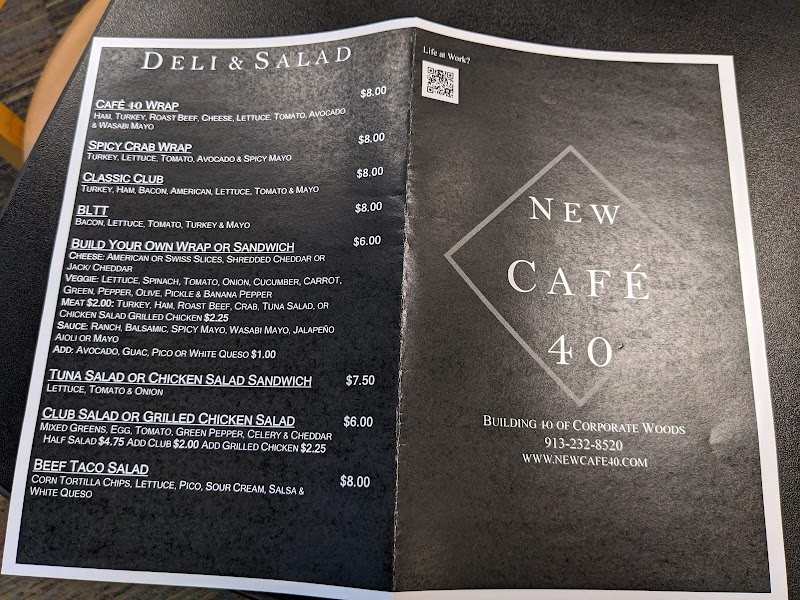 DELI & SALAD
CAFÉ 40 WRAP $8.00
HAM, TURKEY, ROAST BEEF, CHEESE, LETTUCE, TOMATO, AVOCADO
& WASABI MAYO
SPICY CRAB WRAP $8.00
TURKEY, LETTUCE, TOMATO, AVOCADO & SPICY MAYO
CLASSIC CLUB $8.00
TURKEY, HAM, BACON, AMERICAN, LETTUCE, TOMATO & MAYO
BLTT $8.00
BACON, LETTUCE, TOMATO, TURKEY & MAYO
BUILD YOUR OWN WRAP OR SANDWICH $6.00
CHEESE: AMERICAN OR SWISS SLICES, SHREDDED CHEDDAR OR
JACK/ CHEDDAR
VEGGIE: LETTUCE, SPINACH, TOMATO, ONION, CUCUMBER, CARROT,
GREEN, PEPPER, OLIVE, PICKLE & BANANA PEPPER
MEAT $2.00: TURKEY, HAM, ROAST BEEF, CRAB, TUNA SALAD, OR
CHICKEN SALAD GRILLED CHICKEN $2.25
SAUCE: RANCH, BALSAMIC, SPICY MAYO, WASABI MAYO, JALAPEÑO
AIOLI OR MAYO
ADD: AVOCADO, GUAC, PICO OR WHITE QUESO $1.00
TUNA SALAD OR CHICKEN SALAD SANDWICH $7.50
LETTUCE, TOMATO & ONION
CLUB SALAD OR GRILLED CHICKEN SALAD $6.00
MIXED GREENS, EGG, TOMATO, GREEN PEPPER, CELERY & CHEDDAR
HALF SALAD $4.75 ADD CLUB $2.00 ADD GRILLED CHICKEN $2.25
BEEF TACO SALAD $8.00
CORN TORTILLA CHIPS, LETTUCE, PICO, SOUR CREAM, SALSA &
WHITE QUESO
Life at Work?
NEW
CAFÉ
40
BUILDING 40 OF CORPORATE WOODS
913-232-8520
WWW.NEWCAFE40.COM